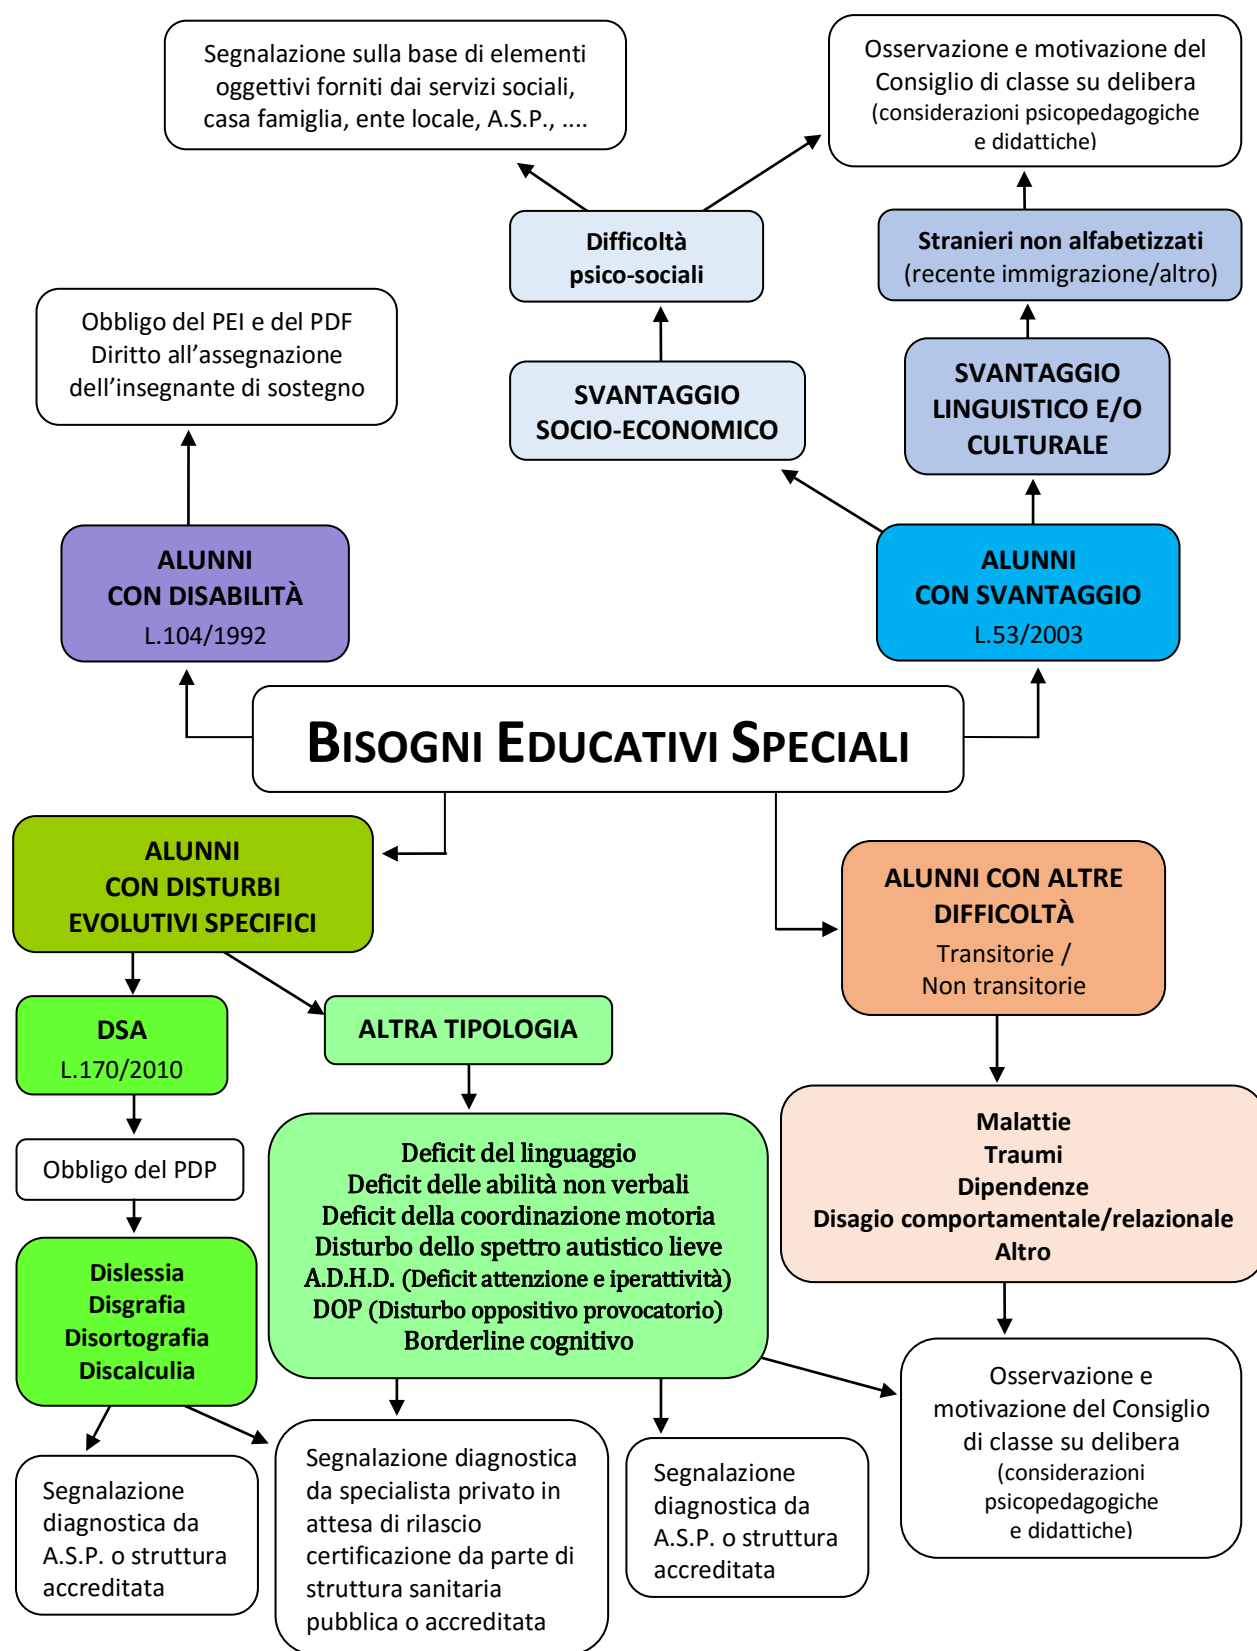 Segnalazione sulla base di elementi
oggettivi forniti dai servizi sociali,
casa famiglia, ente locale, A.S.P., ....
Osservazione e motivazione del
Consiglio di classe su delibera
(considerazioni psicopedagogiche
e didattiche)
Difficoltà
psico-sociali
Stranieri non alfabetizzati
(recente immigrazione/altro)
Obbligo del PEI e del PDF
Diritto all’assegnazione
dell’insegnante di sostegno
SVANTAGGIO
SOCIO-ECONOMICO
SVANTAGGIO
LINGUISTICO E/O
CULTURALE
ALUNNI
CON DISABILITÀ
L.104/1992
ALUNNI
CON SVANTAGGIO
L.53/2003
BISOGNI EDUCATIVI SPECIALI
ALUNNI
CON DISTURBI
EVOLUTIVI SPECIFICI
ALUNNI CON ALTRE
DIFFICOLTÀ
Transitorie /
Non transitorie
DSA
L.170/2010
ALTRA TIPOLOGIA
Obbligo del PDP
Deficit del linguaggio
Deficit delle abilità non verbali
Deficit della coordinazione motoria
Disturbo dello spettro autistico lieve
A.D.H.D. (Deficit attenzione e iperattività)
DOP (Disturbo oppositivo provocatorio)
Borderline cognitivo
Malattie
Traumi
Dipendenze
Disagio comportamentale/relazionale
Altro
Dislessia
Disgrafia
Disortografia
Discalculia
Segnalazione
diagnostica da
A.S.P. o struttura
accreditata
Segnalazione diagnostica
da specialista privato in
attesa di rilascio
certificazione da parte di
struttura sanitaria
pubblica o accreditata
Segnalazione
diagnostica da
A.S.P. o struttura
accreditata
Osservazione e
motivazione del Consiglio
di classe su delibera
(considerazioni
psicopedagogiche
e didattiche)